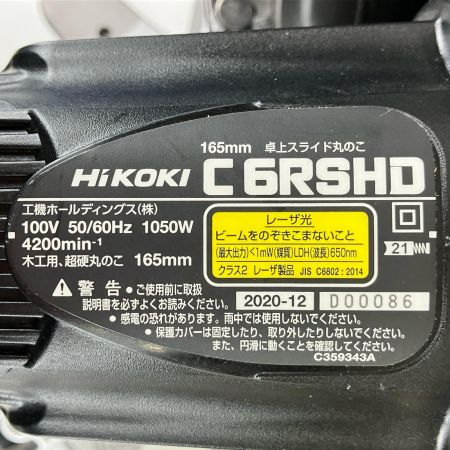 165mm 卓上スライド丸のこ
HiKOKI C 6RSHD
工機ホールディングス(株)
100V 50/60Hz 1050W
4200min⁻¹
木工用、超硬丸のこ 165mm
レーザ光
ビームをのぞきこまないこと
(最大出力)<1mW(媒質)LDH(波長)650nm
クラス2 レーザ製品 JIS C6802:2014
21
警告 ・ご使用前に取扱
説明書を必ずよくお読みください。
2020-12 D00086
・感電の恐れがあります。雨中では使用しないでください。
・保護カバーは固定したり、取り外したりしないでください。
また、円滑に動くことを確認してください。
C359343A